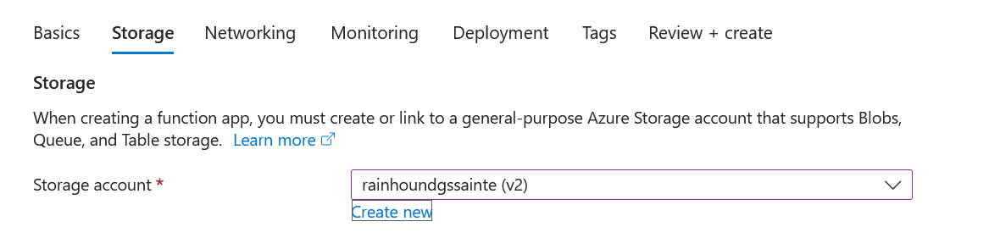 Basics Storage Networking Monitoring Deployment Tags Review + create
Storage
When creating a function app, you must create or link to a general-purpose Azure Storage account that supports Blobs,
Queue, and Table storage. Learn more
Storage account * rainhoundgssainte (v2)
Create new